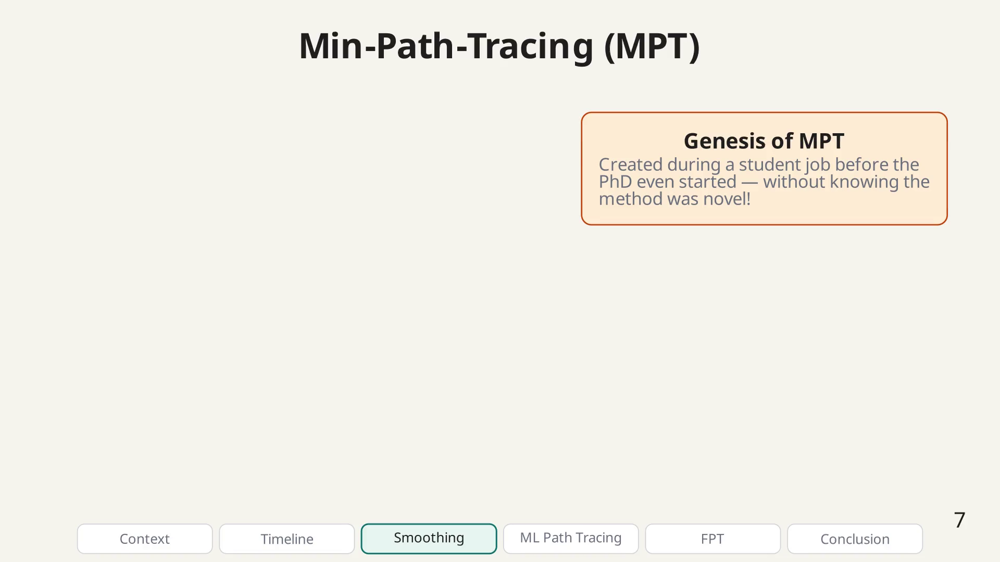 Min-Path-Tracing (MPT)
Genesis of MPT
Created during a student job before the
PhD even started — without knowing the
method was novel!
7
Context
Timeline
Smoothing
ML Path Tracing
FPT
Conclusion